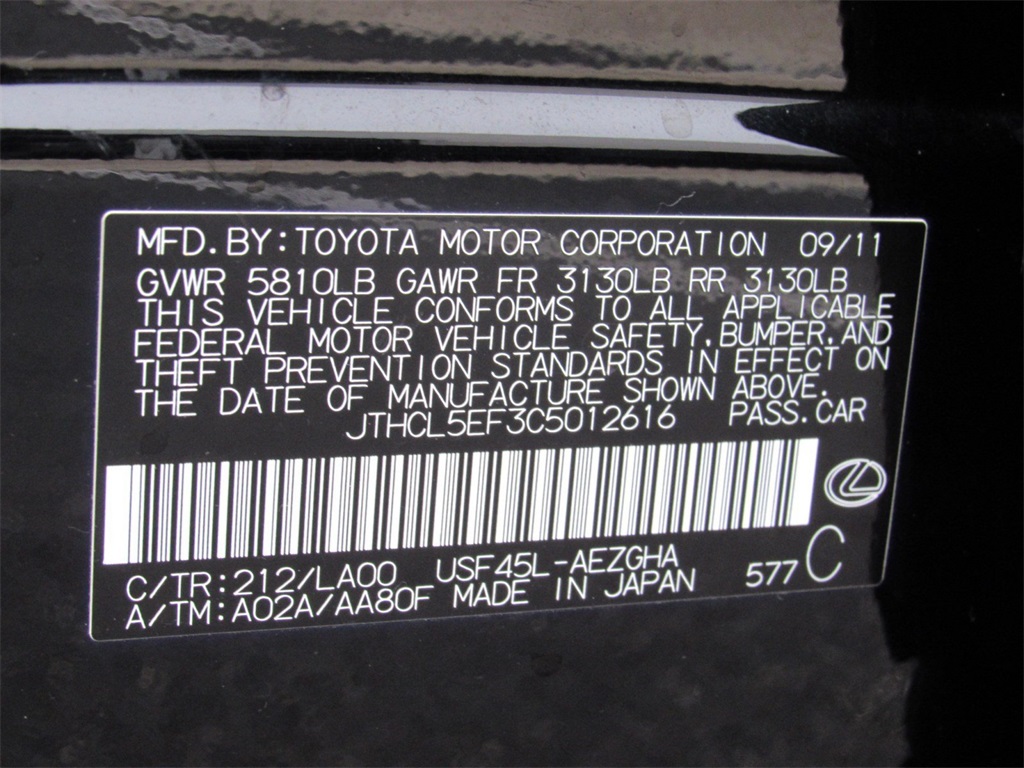 MFD. BY: TOYOTA MOTOR CORPORATION 09/11
GVWR 5810LB GAWR FR 3130LB RR 3130LB
THIS VEHICLE CONFORMS TO ALL APPLICABLE
FEDERAL MOTOR VEHICLE SAFETY, BUMPER, AND
THEFT PREVENTION STANDARDS IN EFFECT ON
THE DATE OF MANUFACTURE SHOWN ABOVE.
JTHCL5EF3C5012616 PASS. CAR
C/TR: 212/LA00 USF45L-AEZGHA
A/TM: A02A/AA80F MADE IN JAPAN 577 C